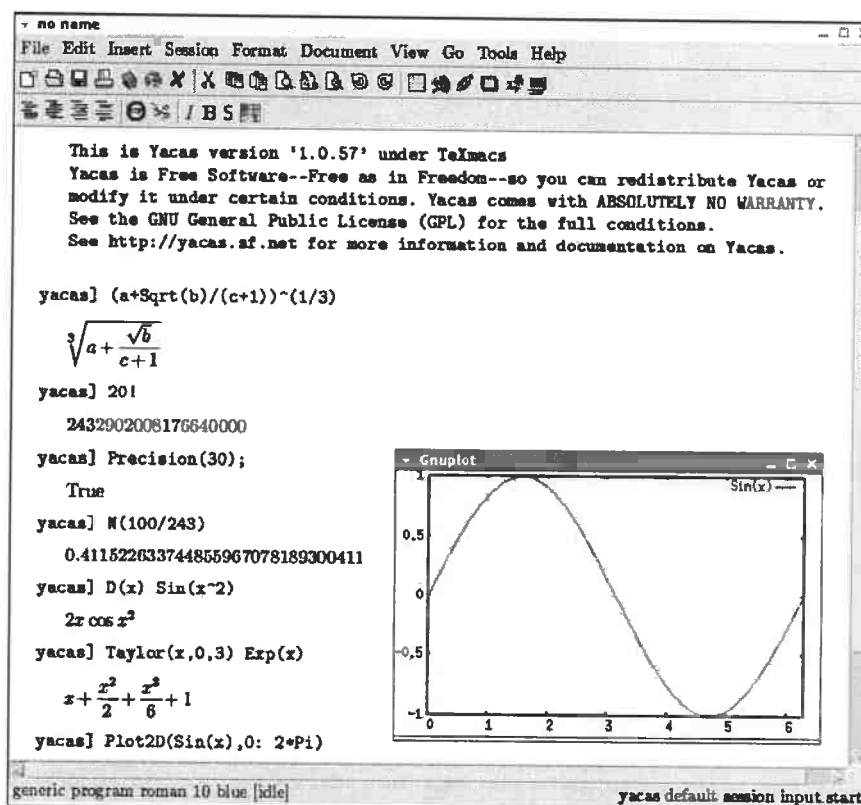 no name
File Edit Insert Session Format Document View Go Tools Help
I B S
This is Yacas version '1.0.57' under TeXmacs
Yacas is Free Software--Free as in Freedom--so you can redistribute Yacas or
modify it under certain conditions. Yacas comes with ABSOLUTELY NO WARRANTY.
See the GNU General Public License (GPL) for the full conditions.
See http://yacas.sf.net for more information and documentation on Yacas.
yacas] (a+Sqrt(b)/(c+1))^(1/3)
∛(a + √b/(c+1))
yacas] 20!
2432902008176640000
yacas] Precision(30);
True
yacas] N(100/243)
0.411522633744855967078189300411
yacas] D(x) Sin(x^2)
2x cos x²
yacas] Taylor(x,0,3) Exp(x)
x + x²/2 + x³/6 + 1
yacas] Plot2D(Sin(x),0: 2*Pi)
Gnuplot
Sin(x)
1
0.5
0
-0.5
-1
0 1 2 3 4 5 6
generic program roman 10 blue [idle]
yacas default session input start